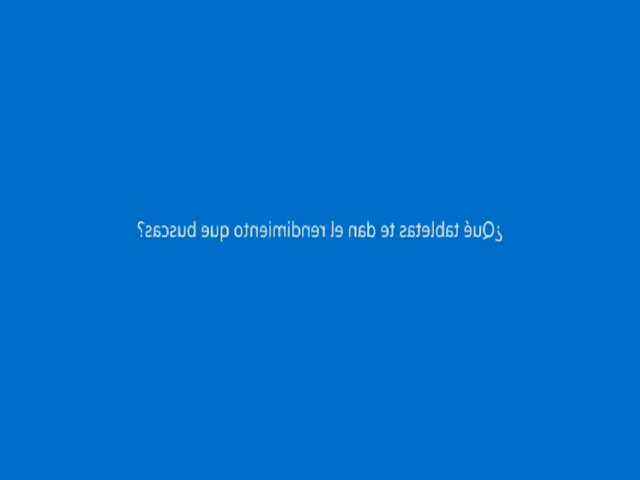 ¿Qué tabletas te dan el rendimiento que buscas?